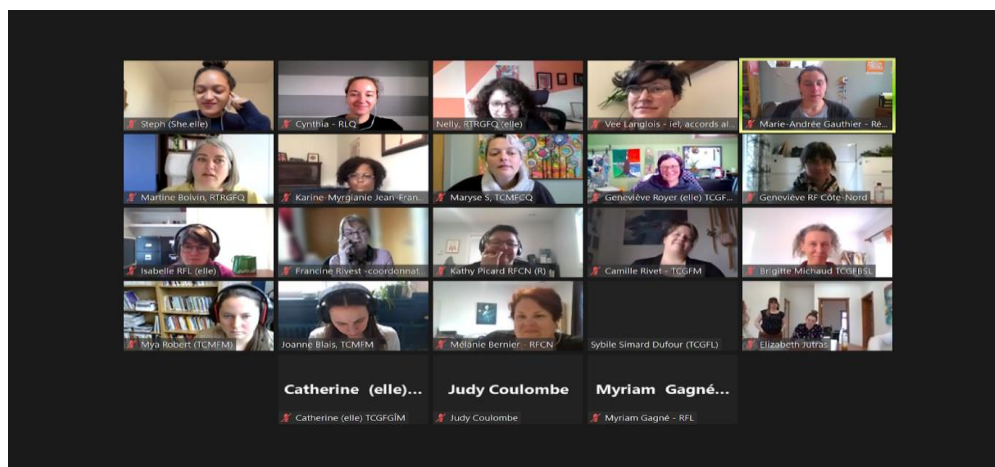 Steph (She.elle)
Cynthia - RLQ
Nelly, RTRGFQ (elle)
Vee Langlois - iel, accords al...
Marie-Andrée Gauthier - Ré...
Martine Boivin, RTRGFQ
Karine-Myrgianie Jean-Fran...
Maryse S, TCMFCQ
Geneviève Royer (elle) TCGF...
Geneviève RF Côte-Nord
Isabelle RFL (elle)
Francine Rivest -coordonnat...
Kathy Picard RFCN (R)
Camille Rivet - TCGFM
Brigitte Michaud TCGFBSL
Mya Robert (TCMFM)
Joanne Blais, TCMFM
Mélanie Bernier - RFCN
Sybile Simard Dufour (TCGFL)
Elizabeth Jutras
Catherine (elle)...
Judy Coulombe
Myriam Gagné...
Catherine (elle) TCGFGÎM
Judy Coulombe
Myriam Gagné - RFL